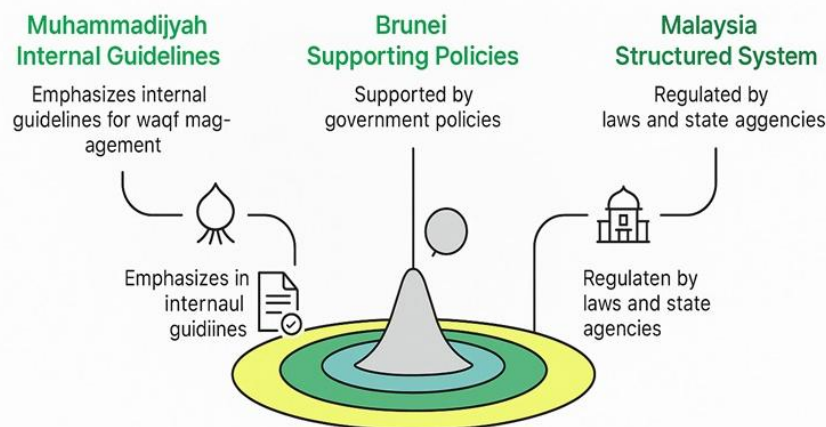 Muhammadijyah
Internal Guidelines
Emphasizes internal
guidelines for waqf mag-
agement
Brunei
Supporting Policies
Supported by
government policies
Malaysia
Structured System
Regulated by
laws and state aggencies
Emphasizes in
internaul
guidiines
Regulaten by
laws and state
agencies